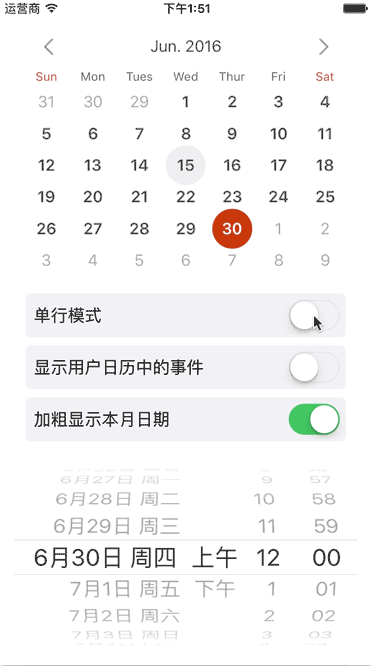 运营商 下午1:51
Jun. 2016
Sun Mon Tues Wed Thur Fri Sat
31 30 29 1 2 3 4
5 6 7 8 9 10 11
12 13 14 15 16 17 18
19 20 21 22 23 24 25
26 27 28 29 30 1 2
3 4 5 6 7 8 9
单行模式
显示用户日历中的事件
加粗显示本月日期
6月27日 周一 9 57
6月28日 周二 10 58
6月29日 周三 11 59
6月30日 周四 上午 12 00
7月1日 周五 下午 1 01
7月2日 周六 2 02
7月3日 周日 3 03